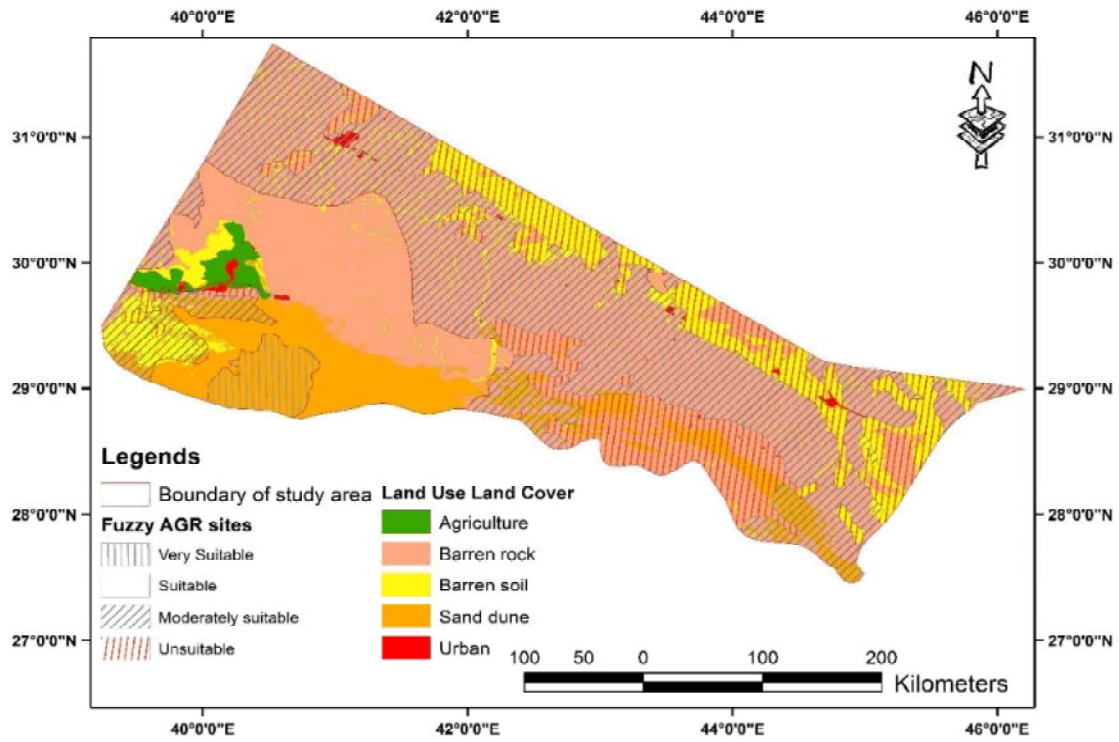 40°0'0"E 42°0'0"E 44°0'0"E 46°0'0"E
N
31°0'0"N 31°0'0"N
30°0'0"N 30°0'0"N
29°0'0"N 29°0'0"N
28°0'0"N 28°0'0"N
27°0'0"N 27°0'0"N
Legends
Boundary of study area
Fuzzy AGR sites
Very Suitable
Suitable
Moderately suitable
Unsuitable
Land Use Land Cover
Agriculture
Barren rock
Barren soil
Sand dune
Urban
100 50 0 100 200
Kilometers
40°0'0"E 42°0'0"E 44°0'0"E 46°0'0"E